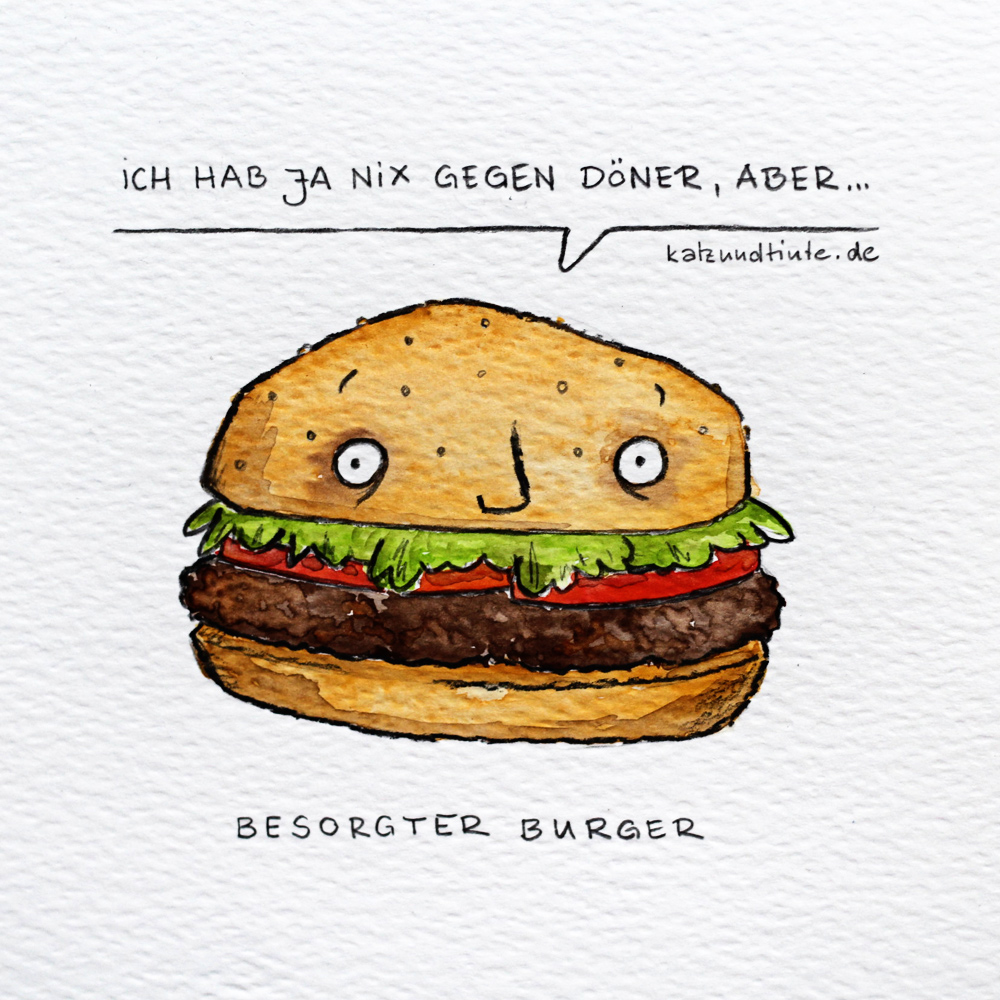 ICH HAB JA NIX GEGEN DÖNER, ABER...
katzundtinte.de
BESORGTER BURGER